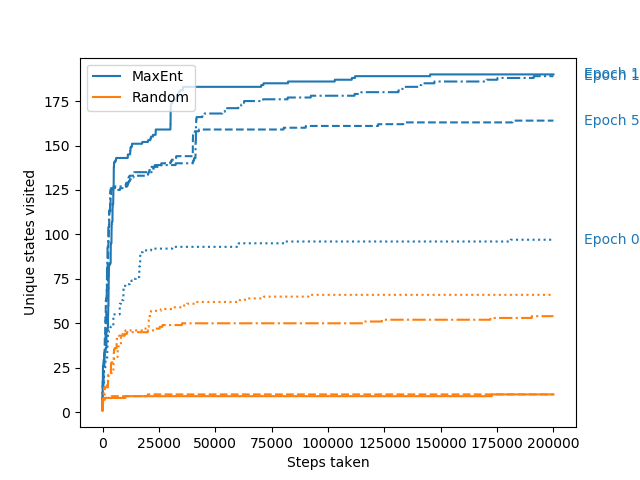 MaxEnt
Random
Epoch 1
Epoch 1
Epoch 5
Epoch 0
Unique states visited
175
150
125
100
75
50
25
0
0 25000 50000 75000 100000 125000 150000 175000 200000
Steps taken